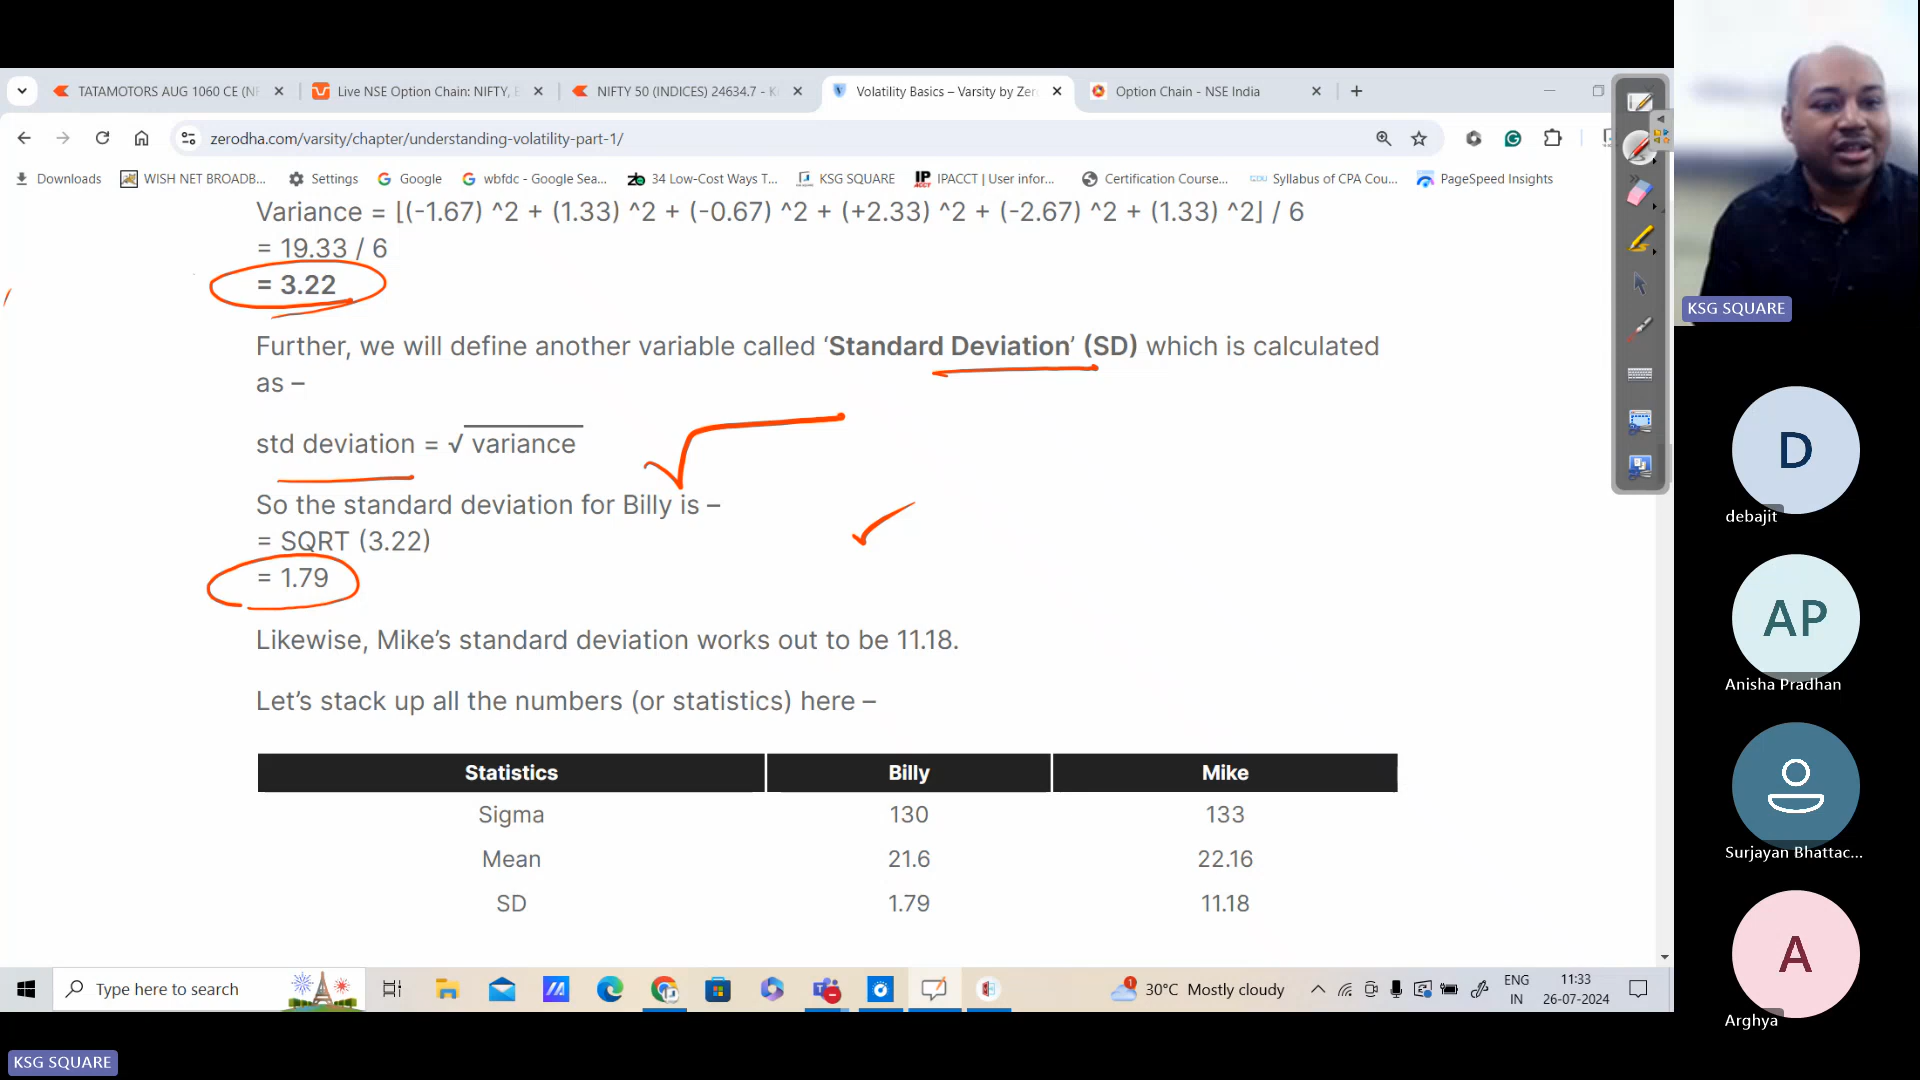 TATAMOTORS AUG 1060 CE (NF
Live NSE Option Chain: NIFTY, B
NIFTY 50 (INDICES) 24634.7 - K
Volatility Basics – Varsity by Zero
Option Chain - NSE India
zerodha.com/varsity/chapter/understanding-volatility-part-1/
Downloads
WISH NET BROADB...
Settings
Google
wbfdc - Google Sea...
34 Low-Cost Ways T...
KSG SQUARE
IPACCT | User infor...
Certification Course...
Syllabus of CPA Cou...
PageSpeed Insights
Variance = [(-1.67) ^2 + (1.33) ^2 + (-0.67) ^2 + (+2.33) ^2 + (-2.67) ^2 + (1.33) ^2] / 6
= 19.33 / 6
= 3.22
Further, we will define another variable called ‘Standard Deviation’ (SD) which is calculated
as –
std deviation = √ variance
So the standard deviation for Billy is –
= SQRT (3.22)
= 1.79
Likewise, Mike’s standard deviation works out to be 11.18.
Let’s stack up all the numbers (or statistics) here –
Statistics Billy Mike
Sigma 130 133
Mean 21.6 22.16
SD 1.79 11.18
Type here to search
30°C Mostly cloudy
ENG
IN
11:33
26-07-2024
KSG SQUARE
KSG SQUARE
D
debajit
AP
Anisha Pradhan
Surjayan Bhattac...
A
Arghya